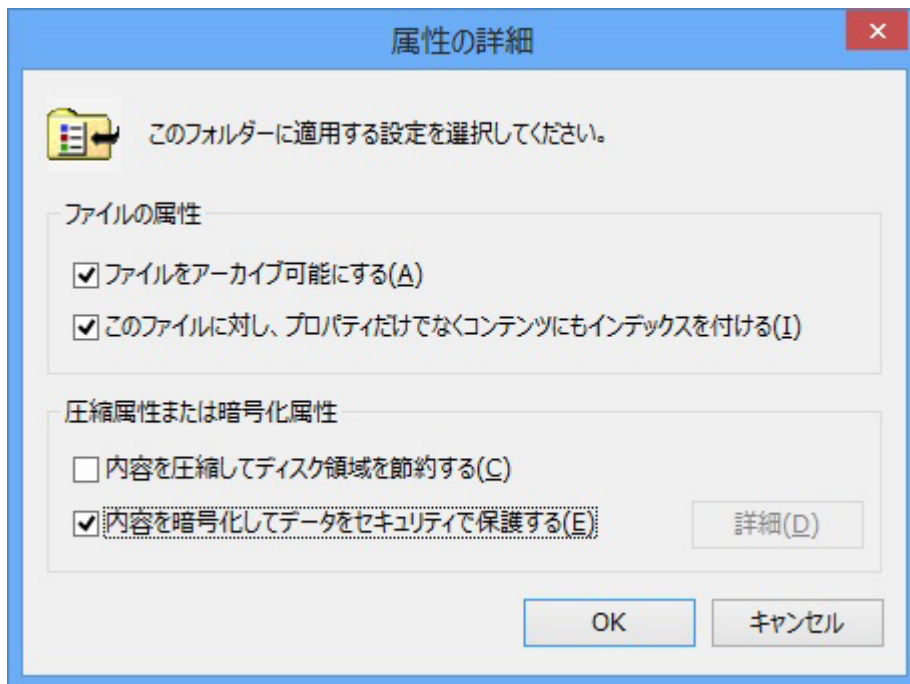 属性の詳細
このフォルダーに適用する設定を選択してください。
ファイルの属性
ファイルをアーカイブ可能にする(A)
このファイルに対し、プロパティだけでなくコンテンツにもインデックスを付ける(I)
圧縮属性または暗号化属性
内容を圧縮してディスク領域を節約する(C)
内容を暗号化してデータをセキュリティで保護する(E) 詳細(D)
OK キャンセル